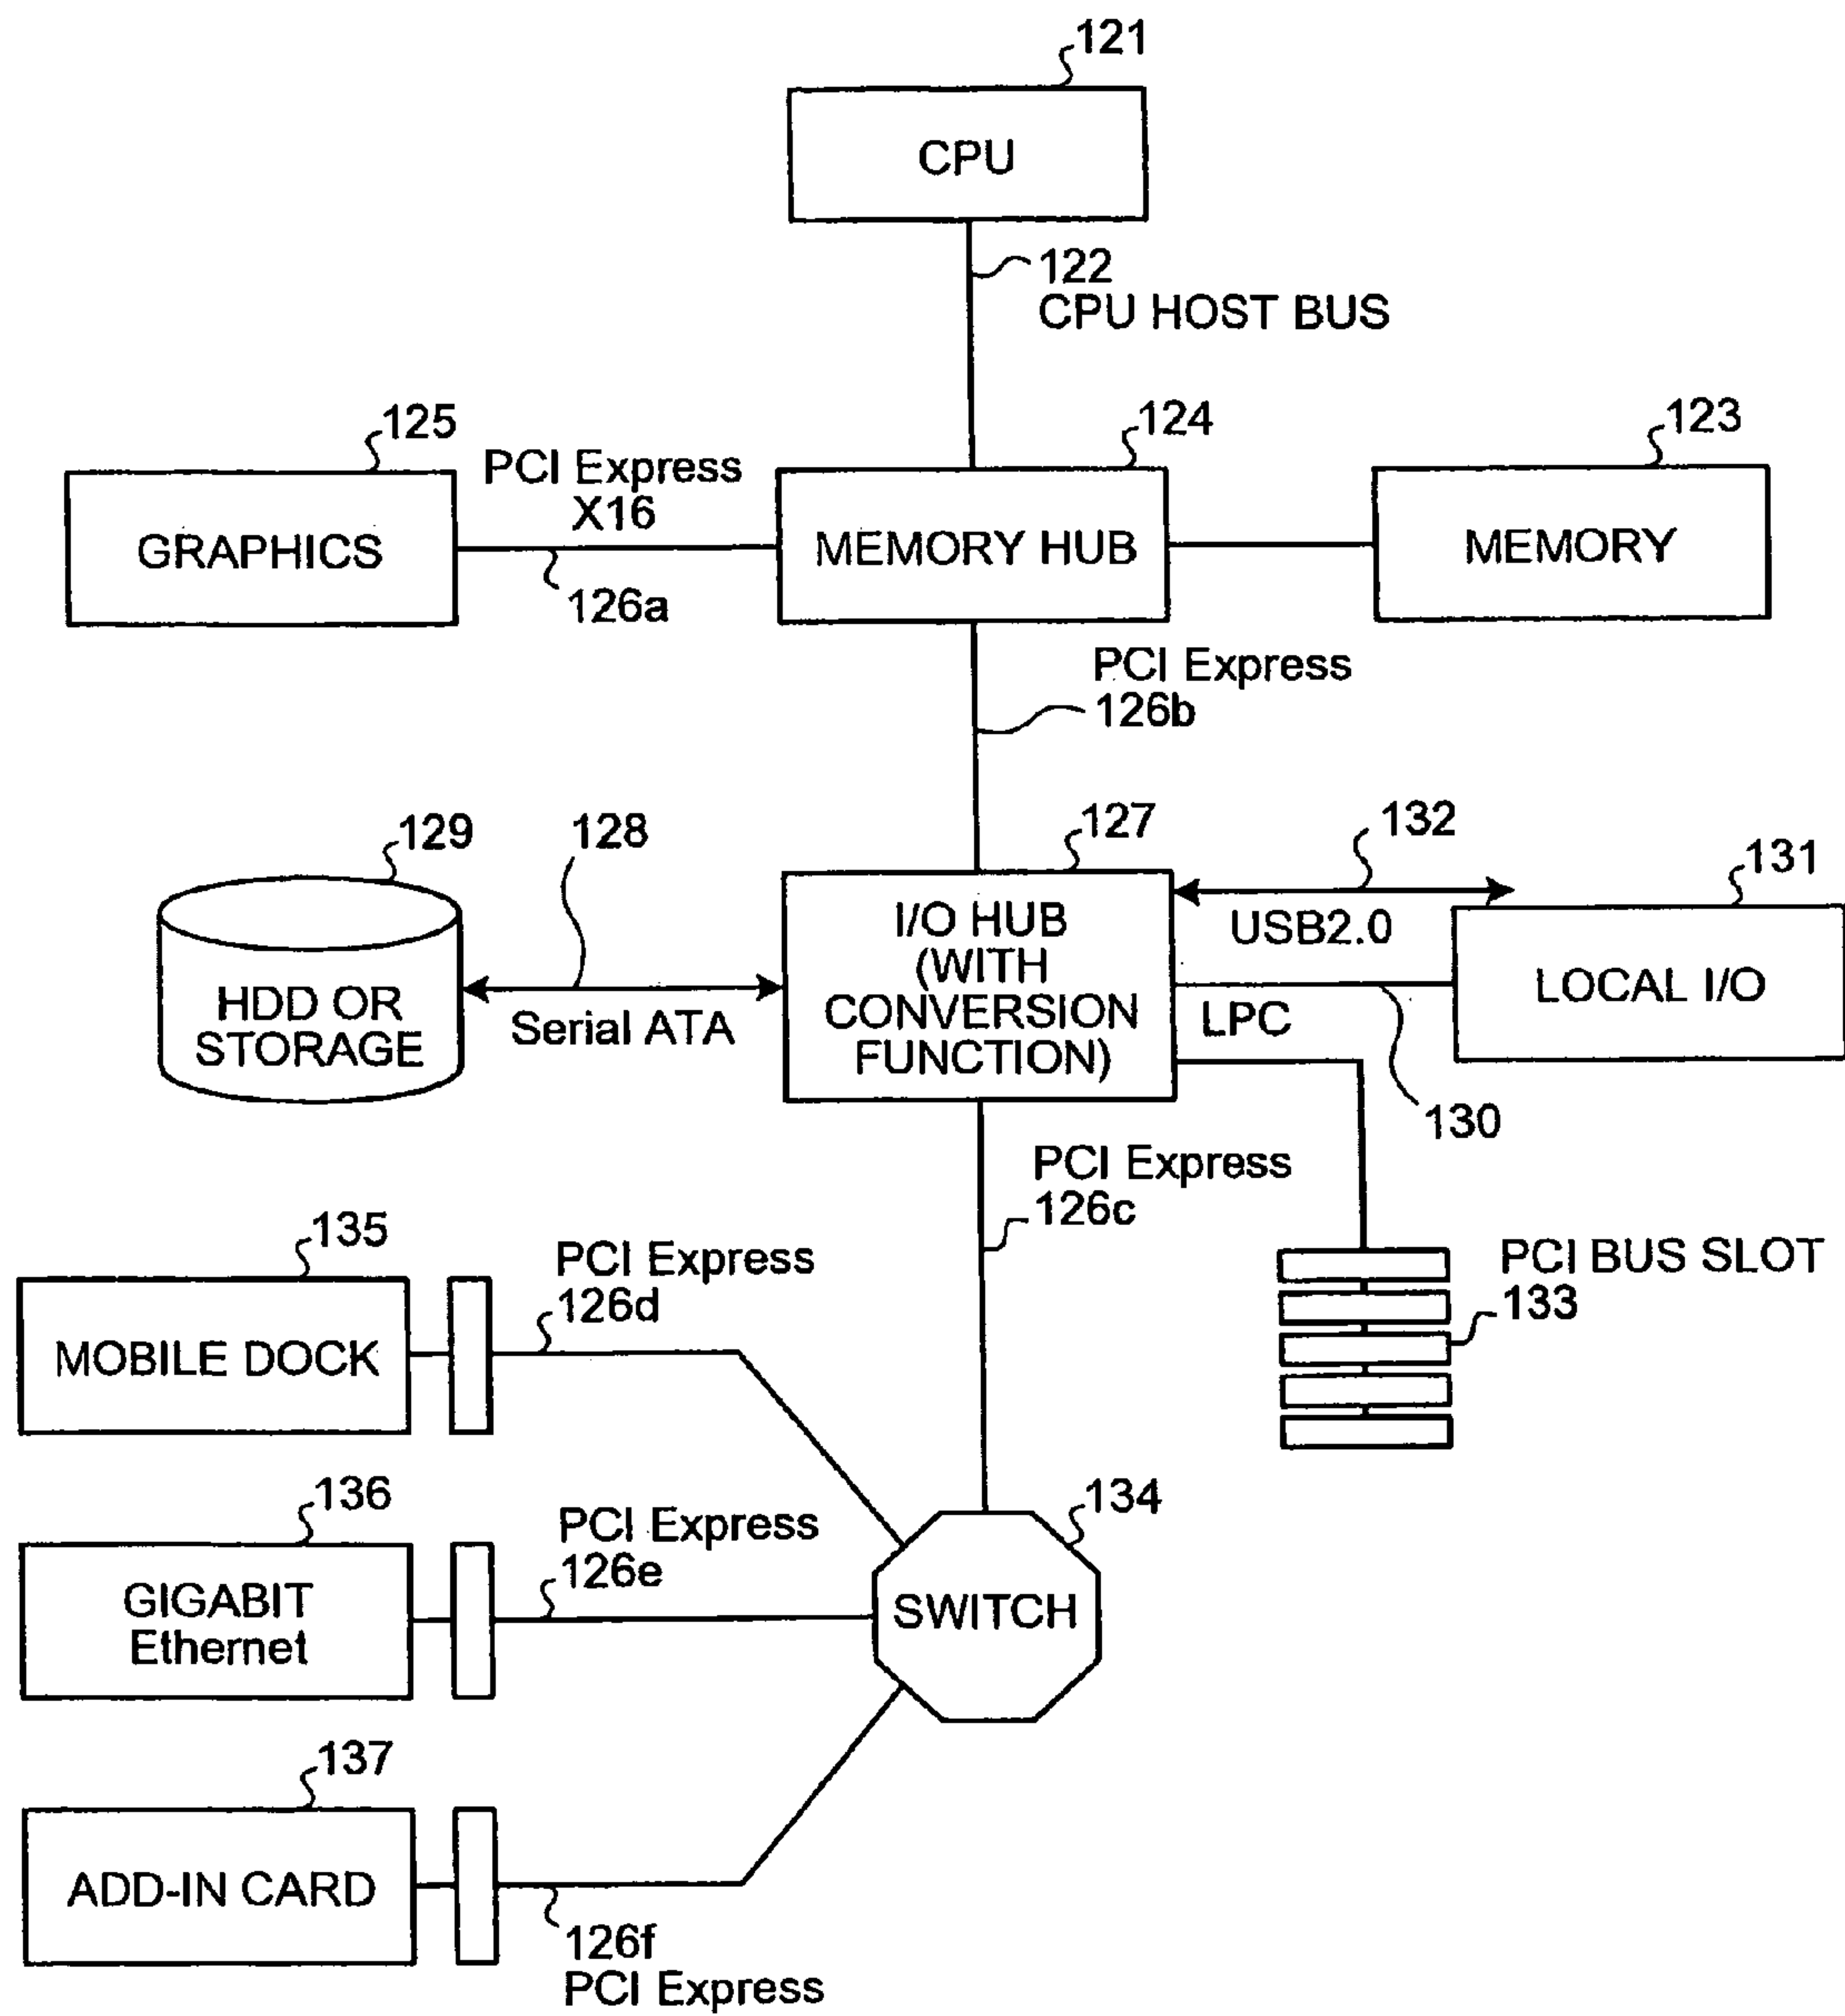 121
CPU
122
CPU HOST BUS
125
PCI Express
X16
124
123
GRAPHICS
MEMORY HUB
MEMORY
126a
PCI Express
126b
129
128
127
132
131
I/O HUB
(WITH
CONVERSION
FUNCTION)
USB2.0
HDD OR
STORAGE
Serial ATA
LPC
LOCAL I/O
130
PCI Express
126c
135
PCI Express
126d
PCI BUS SLOT
133
MOBILE DOCK
136
PCI Express
126e
134
GIGABIT
Ethernet
SWITCH
137
ADD-IN CARD
126f
PCI Express